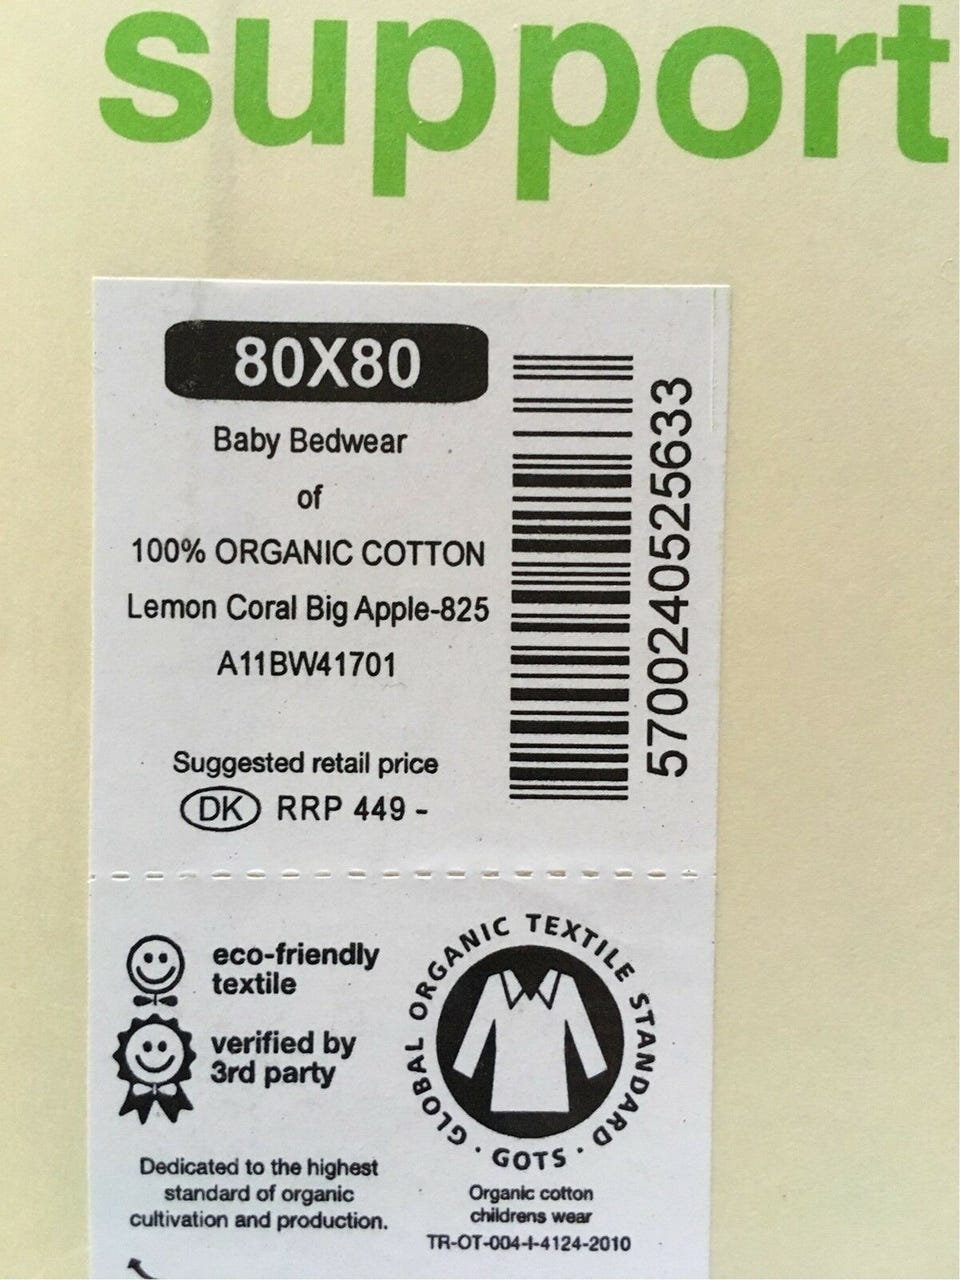 support
80X80
Baby Bedwear
of
100% ORGANIC COTTON
Lemon Coral Big Apple-825
A11BW41701
Suggested retail price
DK RRP 449 -
5700240525633
eco-friendly
textile
verified by
3rd party
Dedicated to the highest
standard of organic
cultivation and production.
GLOBAL ORGANIC TEXTILE STANDARD · GOTS ·
Organic cotton
childrens wear
TR-OT-004-I-4124-2010